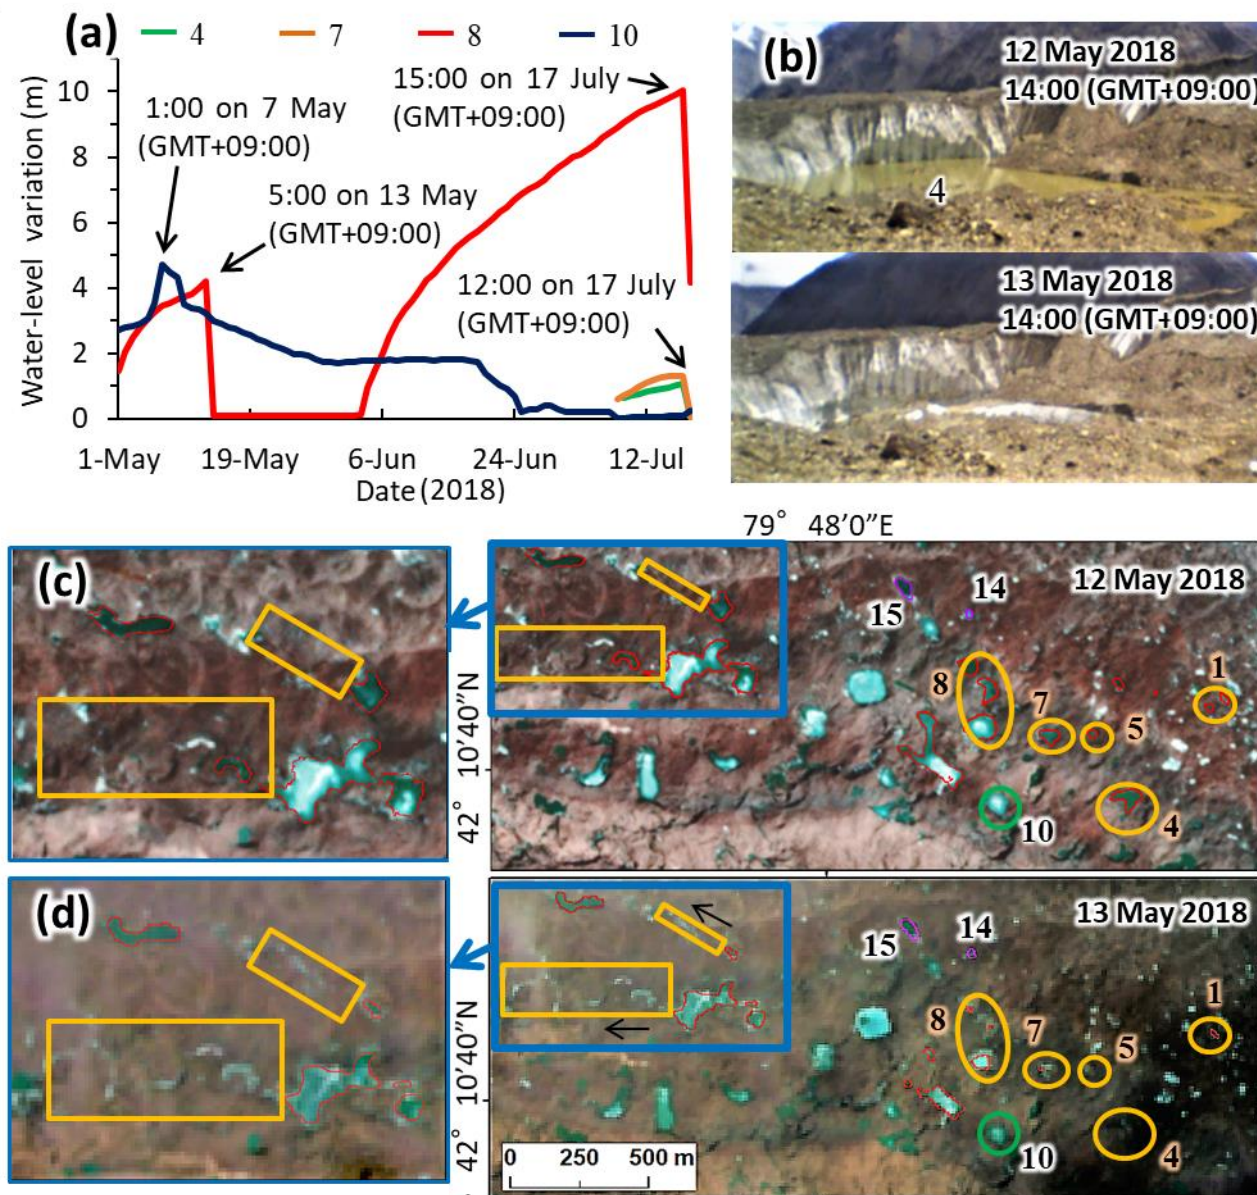 (a) 4 7 8 10
Water-level variation (m)
10
8
6
4
2
0
1:00 on 7 May
(GMT+09:00)
5:00 on 13 May
(GMT+09:00)
15:00 on 17 July
(GMT+09:00)
12:00 on 17 July
(GMT+09:00)
1-May 19-May 6-Jun 24-Jun 12-Jul
Date (2018)
(b)
12 May 2018
14:00 (GMT+09:00)
4
13 May 2018
14:00 (GMT+09:00)
79° 48’0”E
(c)
42° 10’40”N
12 May 2018
15
14
8
7
5
1
10
4
(d)
42° 10’40”N
13 May 2018
15
14
8
7
5
1
10
4
0 250 500 m